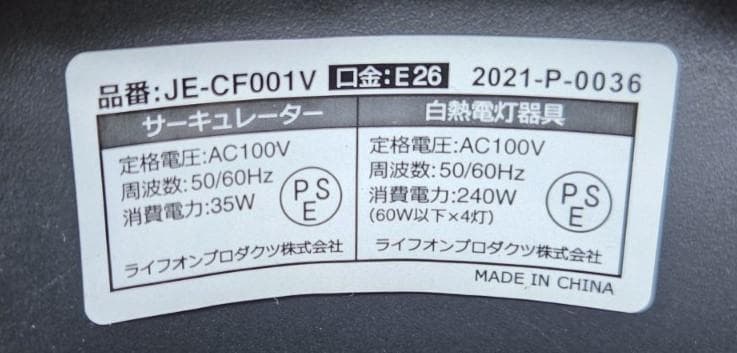 品番:JE-CF001V 口金:E26 2021-P-0036
サーキュレーター
定格電圧:AC100V
周波数:50/60Hz
消費電力:35W
PSE
ライフオンプロダクツ株式会社
白熱電灯器具
定格電圧:AC100V
周波数:50/60Hz
消費電力:240W
(60W以下×4灯)
PSE
ライフオンプロダクツ株式会社
MADE IN CHINA